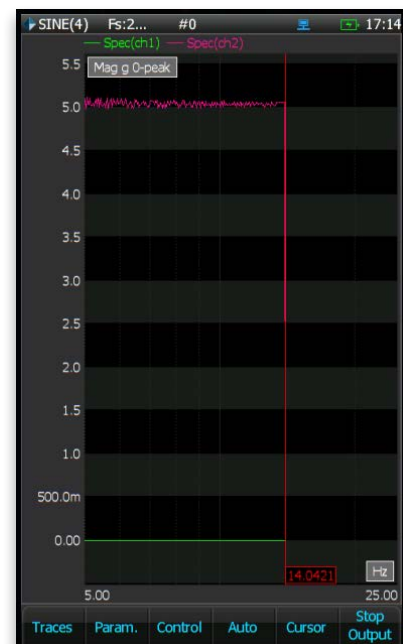 SINE(4) Fs:2... #0 17:14
Spec(ch1) Spec(ch2)
Mag g 0-peak
5.5
5.0
4.5
4.0
3.5
3.0
2.5
2.0
1.5
1.0
500.0m
0.00
14.0421
Hz
5.00 25.00
Traces Param. Control Auto Cursor Stop Output